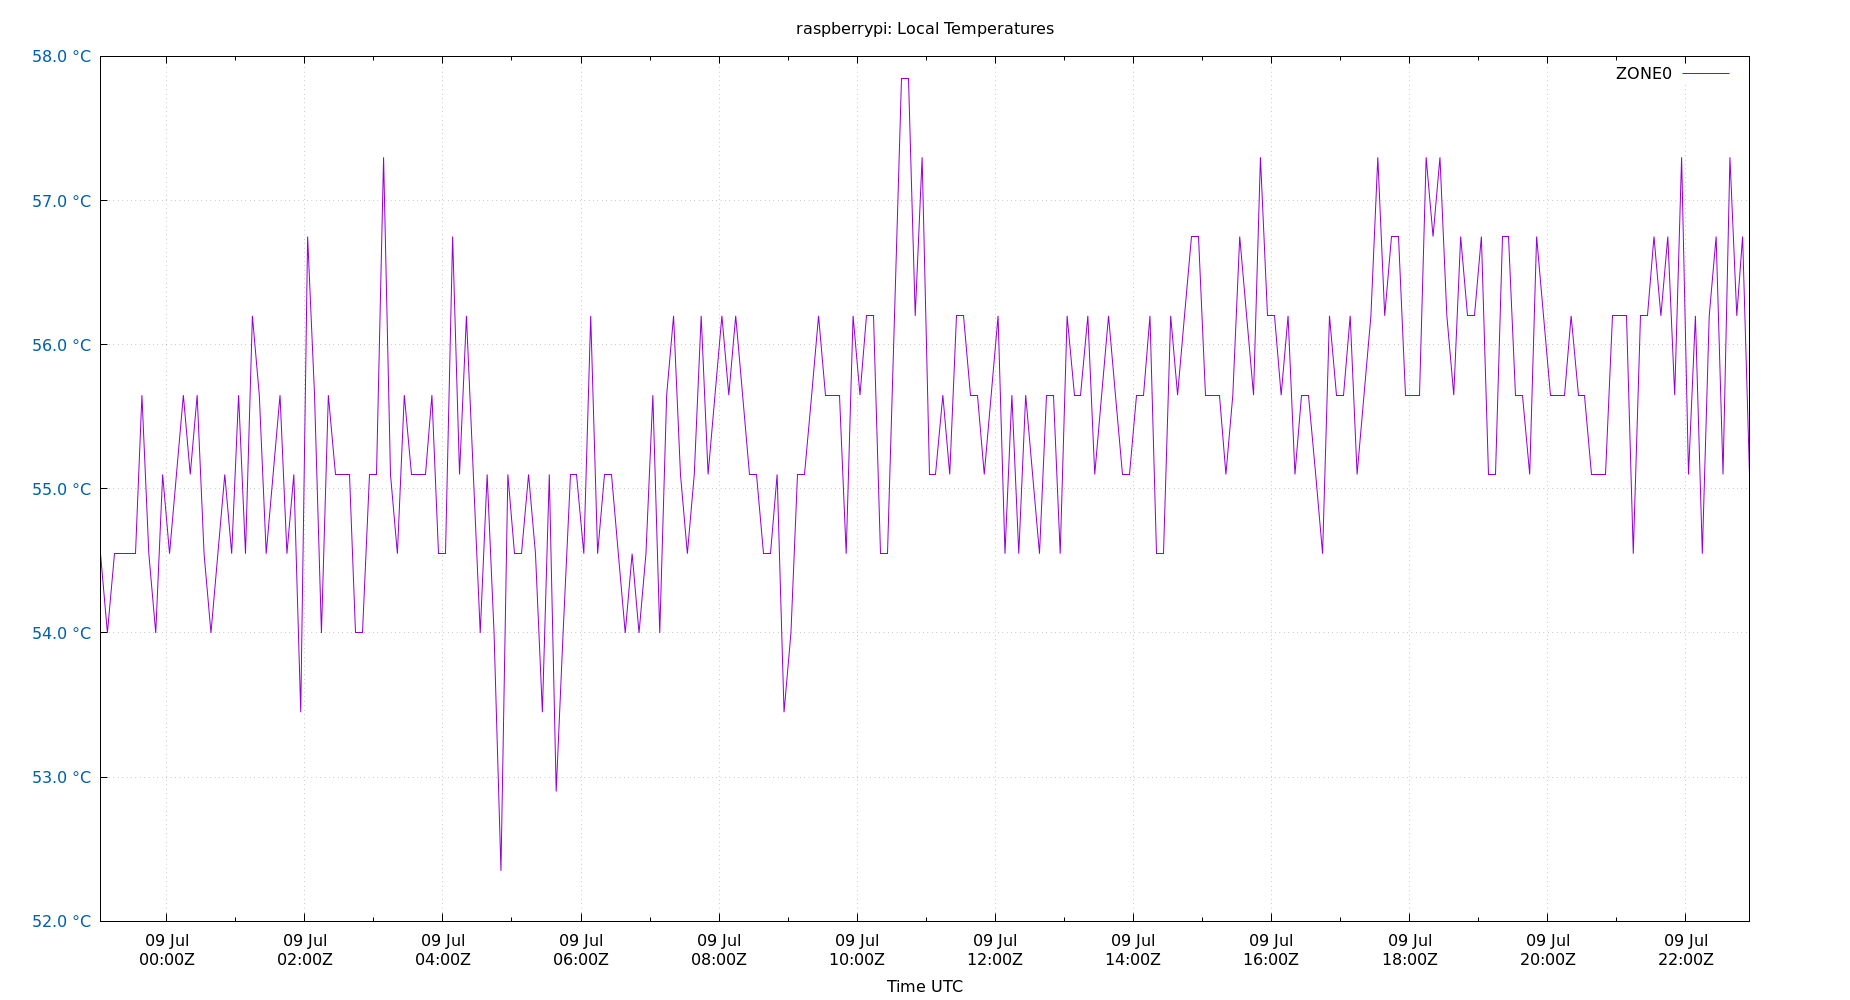 raspberrypi: Local Temperatures
58.0 °C
ZONE0
57.0 °C
56.0 °C
55.0 °C
54.0 °C
53.0 °C
52.0 °C
09 Jul 09 Jul 09 Jul 09 Jul 09 Jul 09 Jul 09 Jul 09 Jul 09 Jul 09 Jul 09 Jul 09 Jul
00:00Z 02:00Z 04:00Z 06:00Z 08:00Z 10:00Z 12:00Z 14:00Z 16:00Z 18:00Z 20:00Z 22:00Z
Time UTC